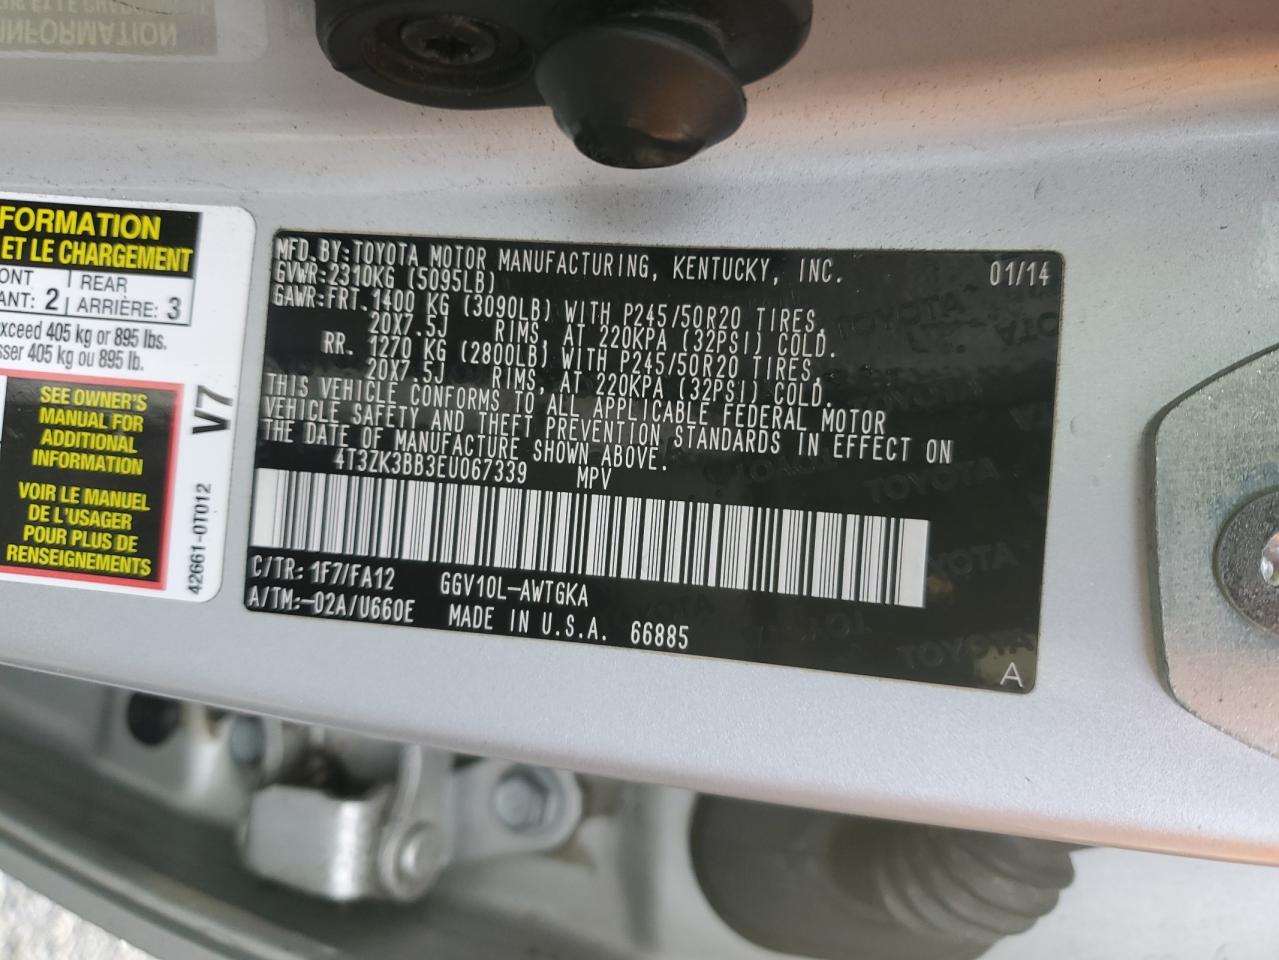 INFORMATION
FORMATION
ET LE CHARGEMENT
ONT
ANT: 2
REAR
ARRIÈRE: 3
xceed 405 kg or 895 lbs.
sser 405 kg ou 895 lb.
SEE OWNER'S
MANUAL FOR
ADDITIONAL
INFORMATION
VOIR LE MANUEL
DE L'USAGER
POUR PLUS DE
RENSEIGNEMENTS
V7
42661-0T012
MFD. BY: TOYOTA MOTOR MANUFACTURING, KENTUCKY, INC. 01/14
GVWR: 2310KG (5095LB)
GAWR: FRT. 1400 KG (3090LB) WITH P245/50R20 TIRES,
20X7.5J RIMS, AT 220KPA (32PSI) COLD.
RR. 1270 KG (2800LB) WITH P245/50R20 TIRES,
20X7.5J RIMS, AT 220KPA (32PSI) COLD.
THIS VEHICLE CONFORMS TO ALL APPLICABLE FEDERAL MOTOR
VEHICLE SAFETY AND THEFT PREVENTION STANDARDS IN EFFECT ON
THE DATE OF MANUFACTURE SHOWN ABOVE.
4T3ZK3BB3EU067339 MPV
C/TR: 1F7/FA12 GGV10L-AWTGKA
A/TM: -02A/U660E MADE IN U.S.A. 66885
A